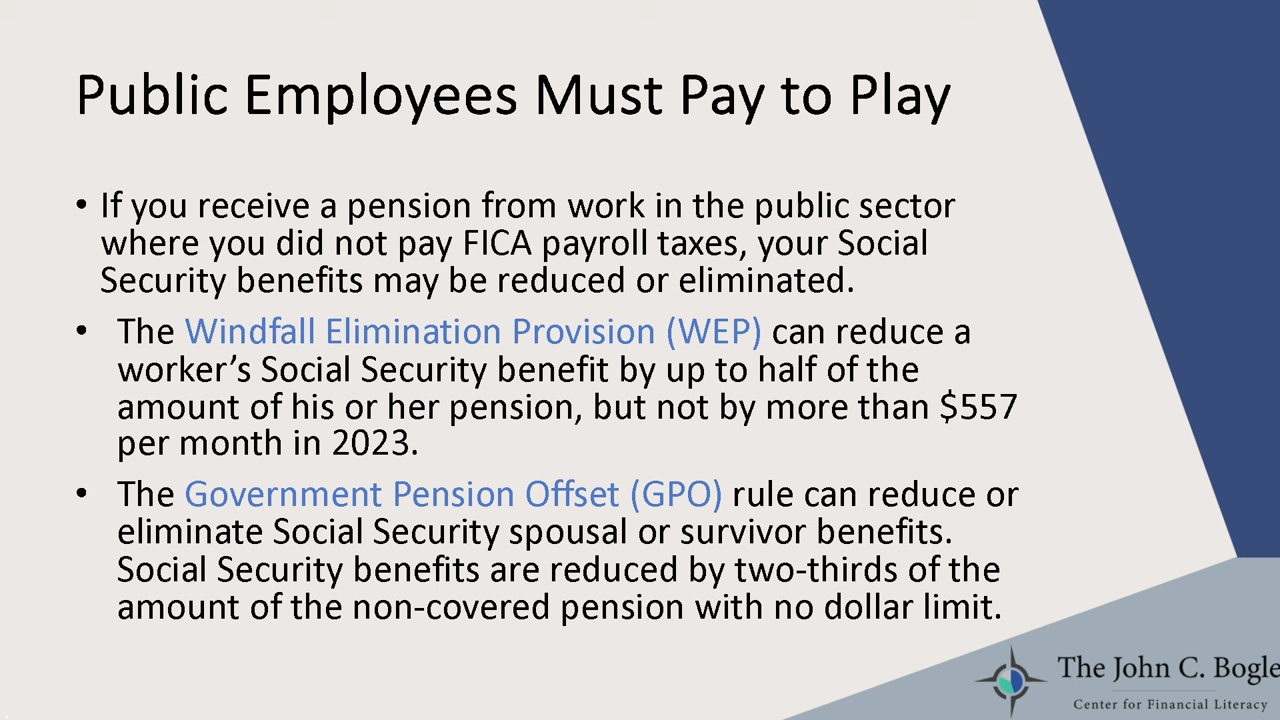 Public Employees Must Pay to Play
• If you receive a pension from work in the public sector
where you did not pay FICA payroll taxes, your Social
Security benefits may be reduced or eliminated.
• The Windfall Elimination Provision (WEP) can reduce a
worker’s Social Security benefit by up to half of the
amount of his or her pension, but not by more than $557
per month in 2023.
• The Government Pension Offset (GPO) rule can reduce or
eliminate Social Security spousal or survivor benefits.
Social Security benefits are reduced by two-thirds of the
amount of the non-covered pension with no dollar limit.
The John C. Bogle
Center for Financial Literacy